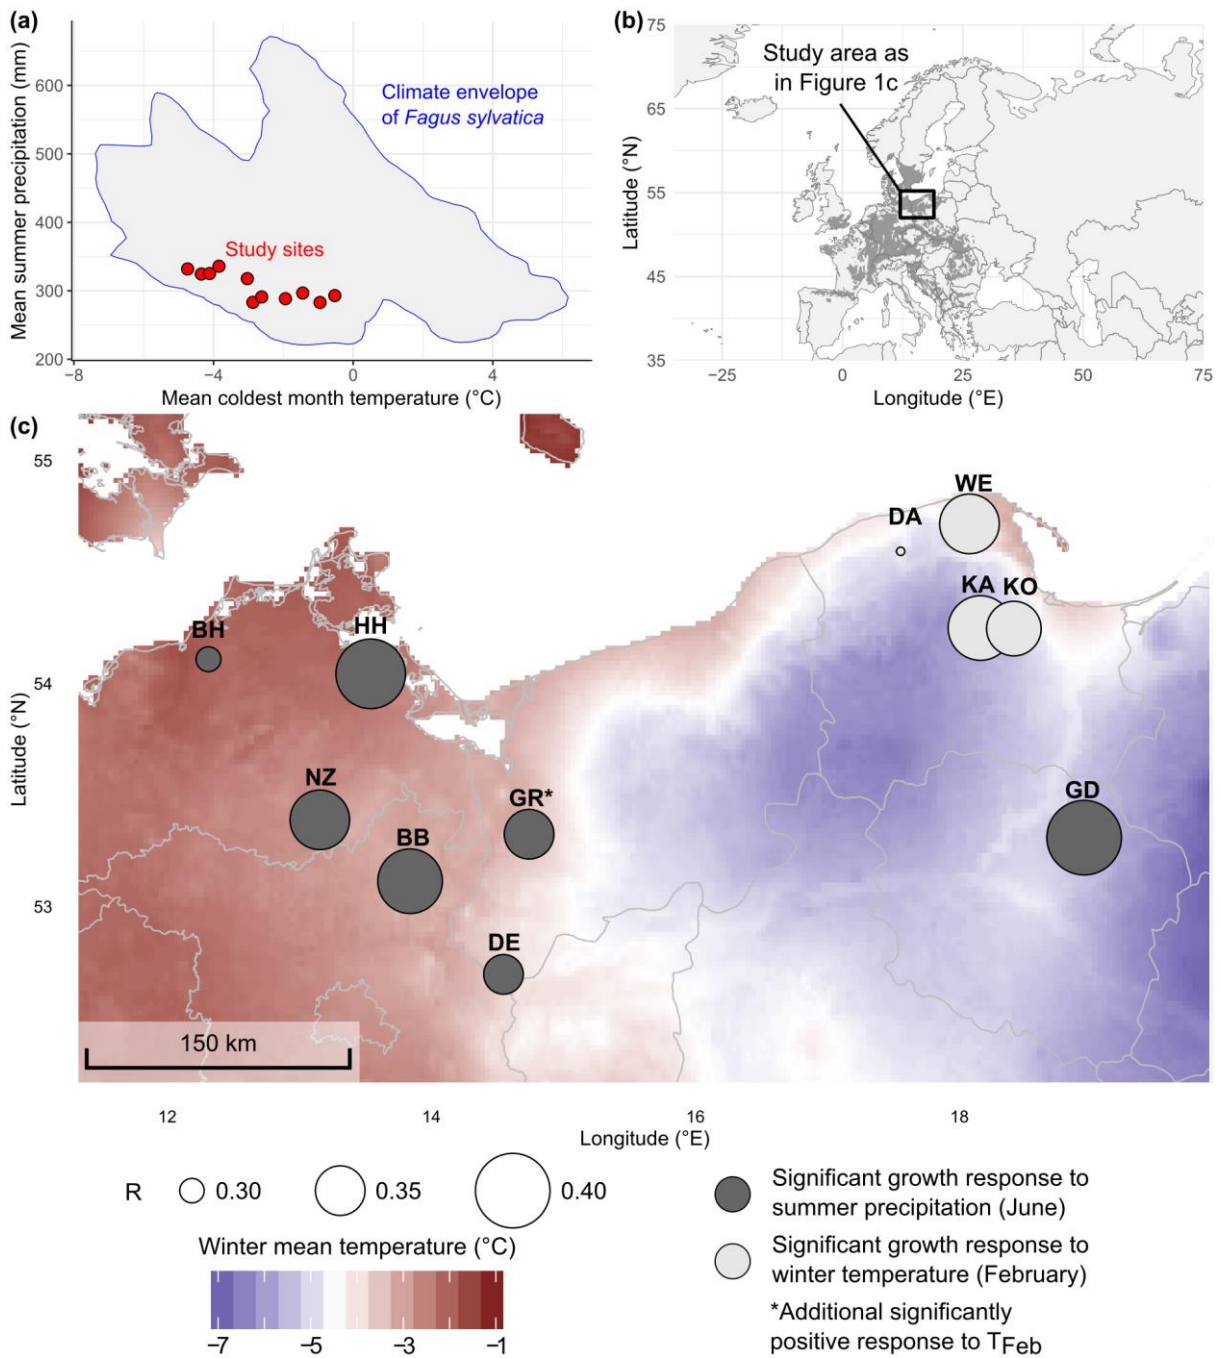 (a)
Mean summer precipitation (mm)
600
500
400
300
200
Climate envelope
of Fagus sylvatica
Study sites
−8
−4
0
4
Mean coldest month temperature (°C)
(b)
Latitude (°N)
75
65
55
45
35
Study area as
in Figure 1c
−25
0
25
50
75
Longitude (°E)
(c)
Latitude (°N)
55
54
53
WE
DA
KA
KO
BH
HH
NZ
GR*
BB
GD
DE
150 km
12
14
16
18
Longitude (°E)
R
0.30
0.35
0.40
Winter mean temperature (°C)
−7
−5
−3
−1
Significant growth response to
summer precipitation (June)
Significant growth response to
winter temperature (February)
*Additional significantly
positive response to TFeb